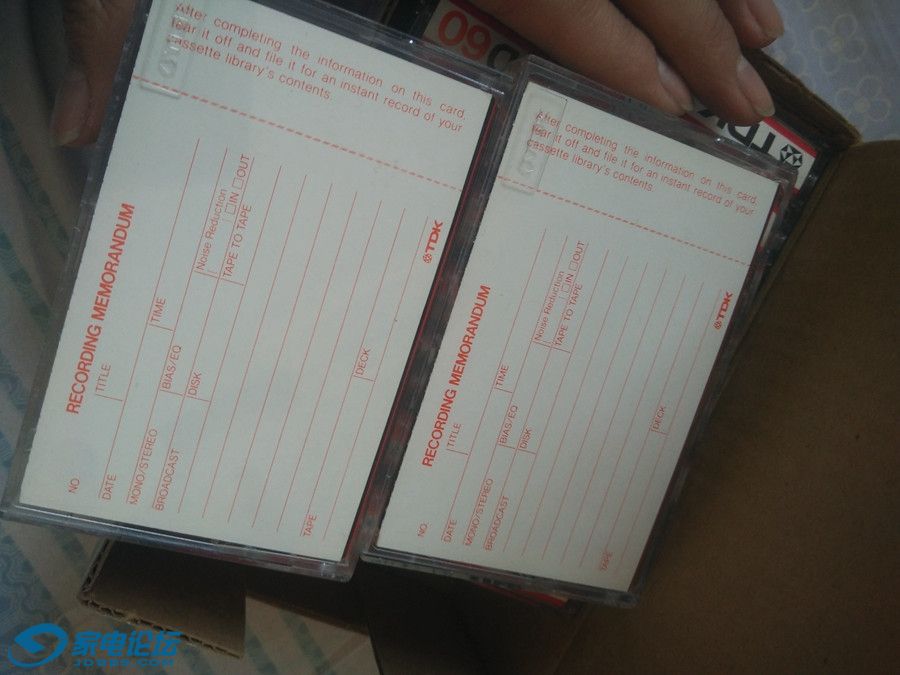 After completing the information on this card,
tear it off and file it for an instant record of your
cassette library's contents.
RECORDING MEMORANDUM
NO
TITLE
DATE
TIME
MONO/STEREO
BIAS/EQ
Noise Reduction
□IN □OUT
BROADCAST
DISK
TAPE TO TAPE
TAPE
DECK
TDK
After completing the information on this card,
tear it off and file it for an instant record of your
cassette library's contents.
RECORDING MEMORANDUM
NO
TITLE
DATE
TIME
MONO/STEREO
BIAS/EQ
Noise Reduction
□IN □OUT
BROADCAST
DISK
TAPE TO TAPE
TAPE
DECK
TDK
D90
TDK
家电论坛
JDBBS.COM